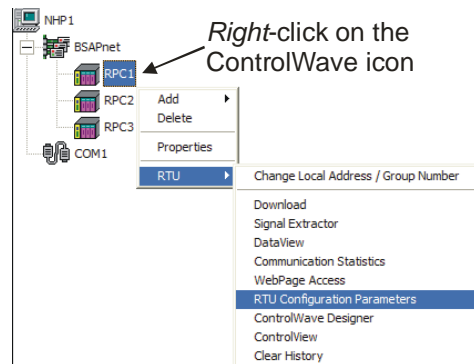 NHP1
Right-click on the
ControlWave icon
BSAPnet
RPC1
RPC2
RPC3
COM1
Add
Delete
Properties
RTU
Change Local Address / Group Number
Download
Signal Extractor
DataView
Communication Statistics
WebPage Access
RTU Configuration Parameters
ControlWave Designer
ControlView
Clear History